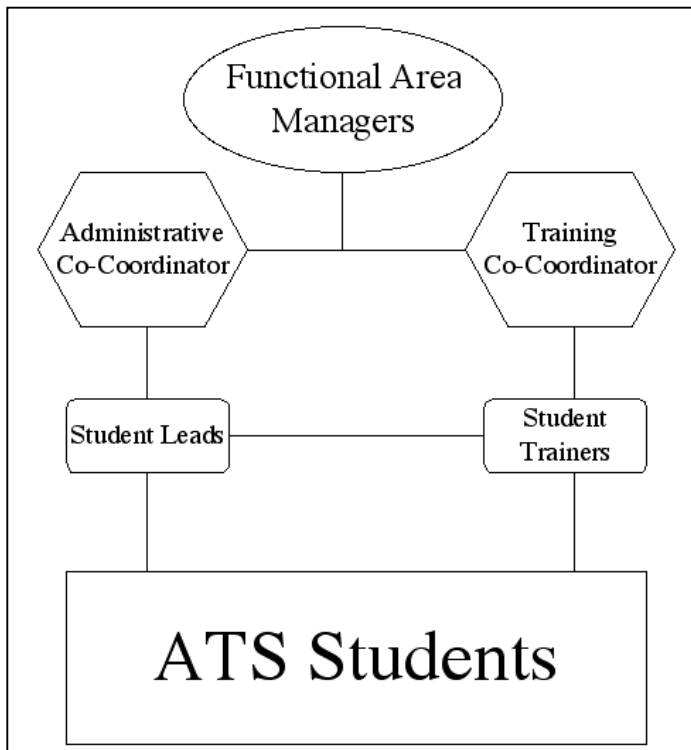 Functional Area
Managers
Administrative
Co-Coordinator
Training
Co-Coordinator
Student Leads
Student
Trainers
ATS Students